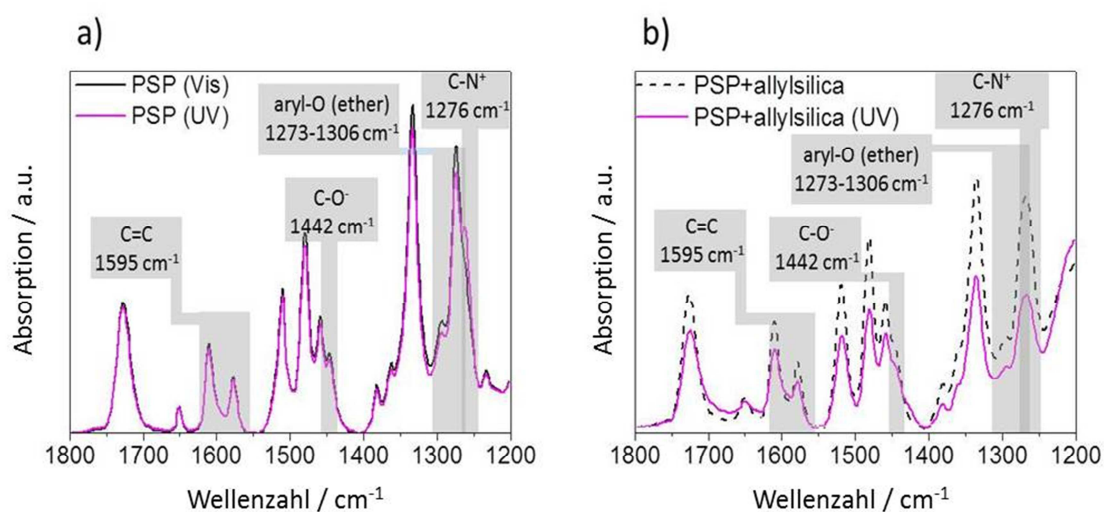 a)
PSP (Vis)
PSP (UV)
C-N⁺
1276 cm⁻¹
aryl-O (ether)
1273-1306 cm⁻¹
C-O⁻
1442 cm⁻¹
C=C
1595 cm⁻¹
Absorption / a.u.
1800 1700 1600 1500 1400 1300 1200
Wellenzahl / cm⁻¹
b)
PSP+allylsilica
PSP+allylsilica (UV)
C-N⁺
1276 cm⁻¹
aryl-O (ether)
1273-1306 cm⁻¹
C=C
1595 cm⁻¹
C-O⁻
1442 cm⁻¹
Absorption / a.u.
1800 1700 1600 1500 1400 1300 1200
Wellenzahl / cm⁻¹